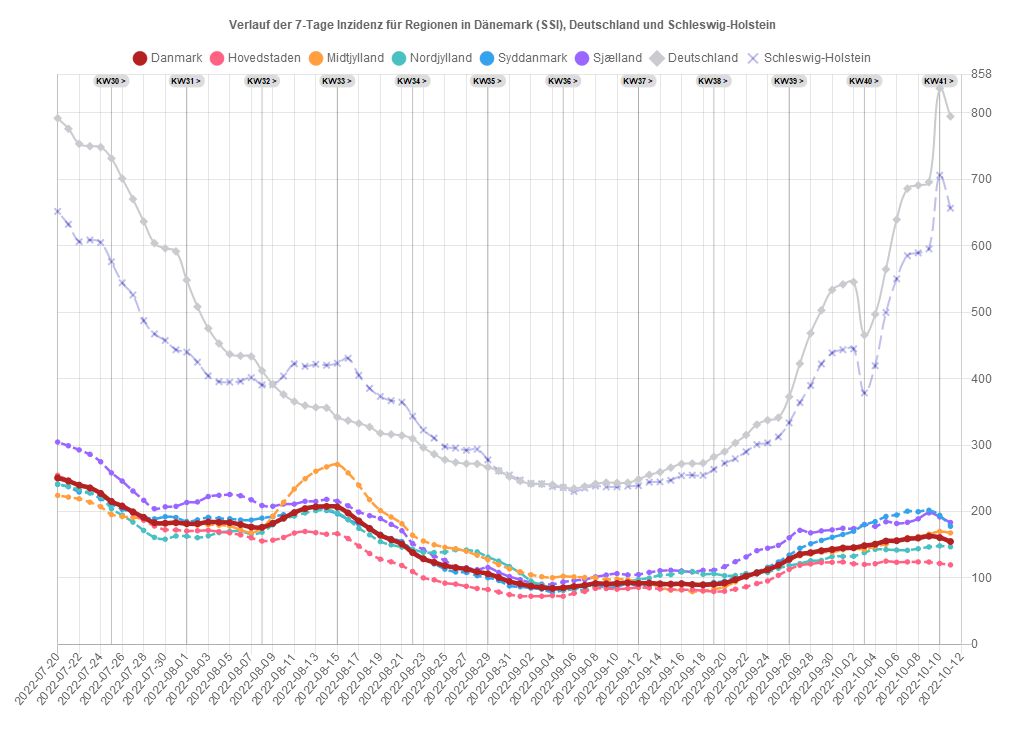 Verlauf der 7-Tage Inzidenz für Regionen in Dänemark (SSI), Deutschland und Schleswig-Holstein
Danmark Hovedstaden Midtjylland Nordjylland Syddanmark Sjælland Deutschland Schleswig-Holstein
KW30 > KW31 > KW32 > KW33 > KW34 > KW35 > KW36 > KW37 > KW38 > KW39 > KW40 > KW41 >
858
800
700
600
500
400
300
200
100
0
2022-07-20 2022-07-22 2022-07-24 2022-07-26 2022-07-28 2022-07-30 2022-08-01 2022-08-03 2022-08-05 2022-08-07 2022-08-09 2022-08-11 2022-08-13 2022-08-15 2022-08-17 2022-08-19 2022-08-21 2022-08-23 2022-08-25 2022-08-27 2022-08-29 2022-08-31 2022-09-02 2022-09-04 2022-09-06 2022-09-08 2022-09-10 2022-09-12 2022-09-14 2022-09-16 2022-09-18 2022-09-20 2022-09-22 2022-09-24 2022-09-26 2022-09-28 2022-09-30 2022-10-02 2022-10-04 2022-10-06 2022-10-08 2022-10-10 2022-10-12